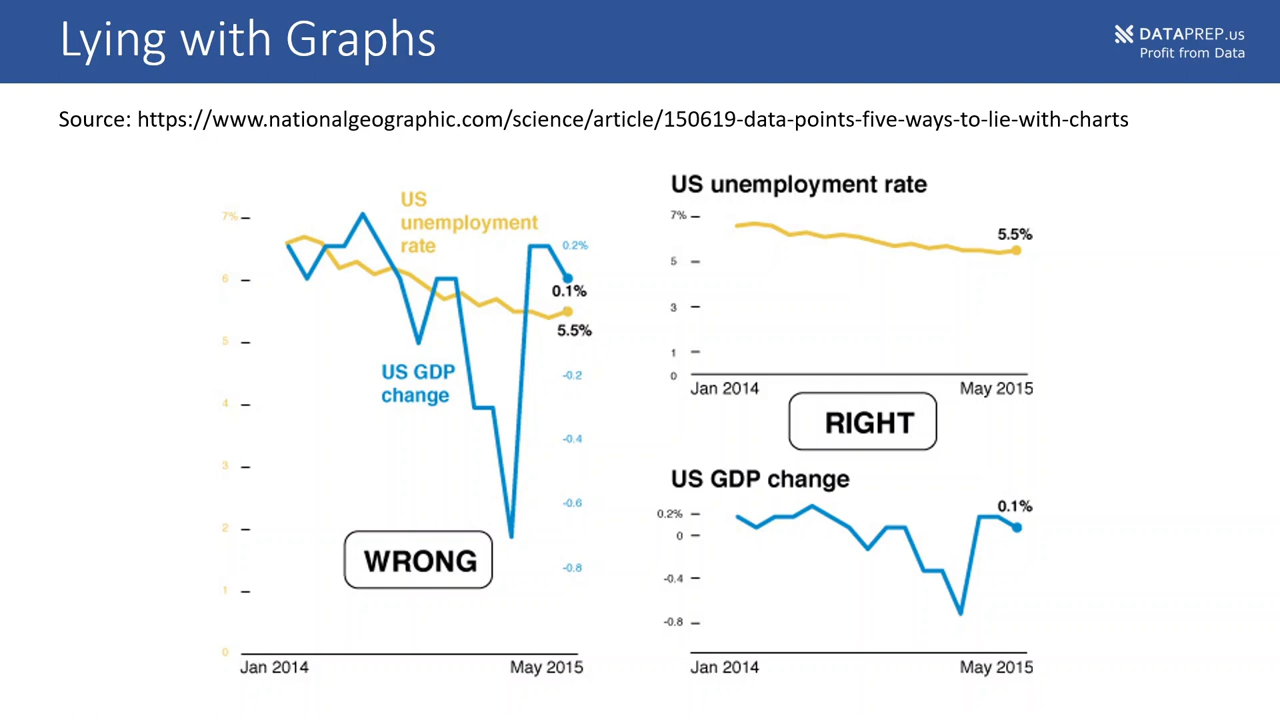 Lying with Graphs
DATAPREP.us
Profit from Data
Source: https://www.nationalgeographic.com/science/article/150619-data-points-five-ways-to-lie-with-charts
US
unemployment
rate
7%
6
5
4
3
2
1
0
0.2%
-0.2
-0.4
-0.6
-0.8
0.1%
5.5%
US GDP
change
WRONG
Jan 2014
May 2015
US unemployment rate
7%
5
3
1
0
5.5%
Jan 2014
May 2015
RIGHT
US GDP change
0.2%
0
-0.4
-0.8
0.1%
Jan 2014
May 2015